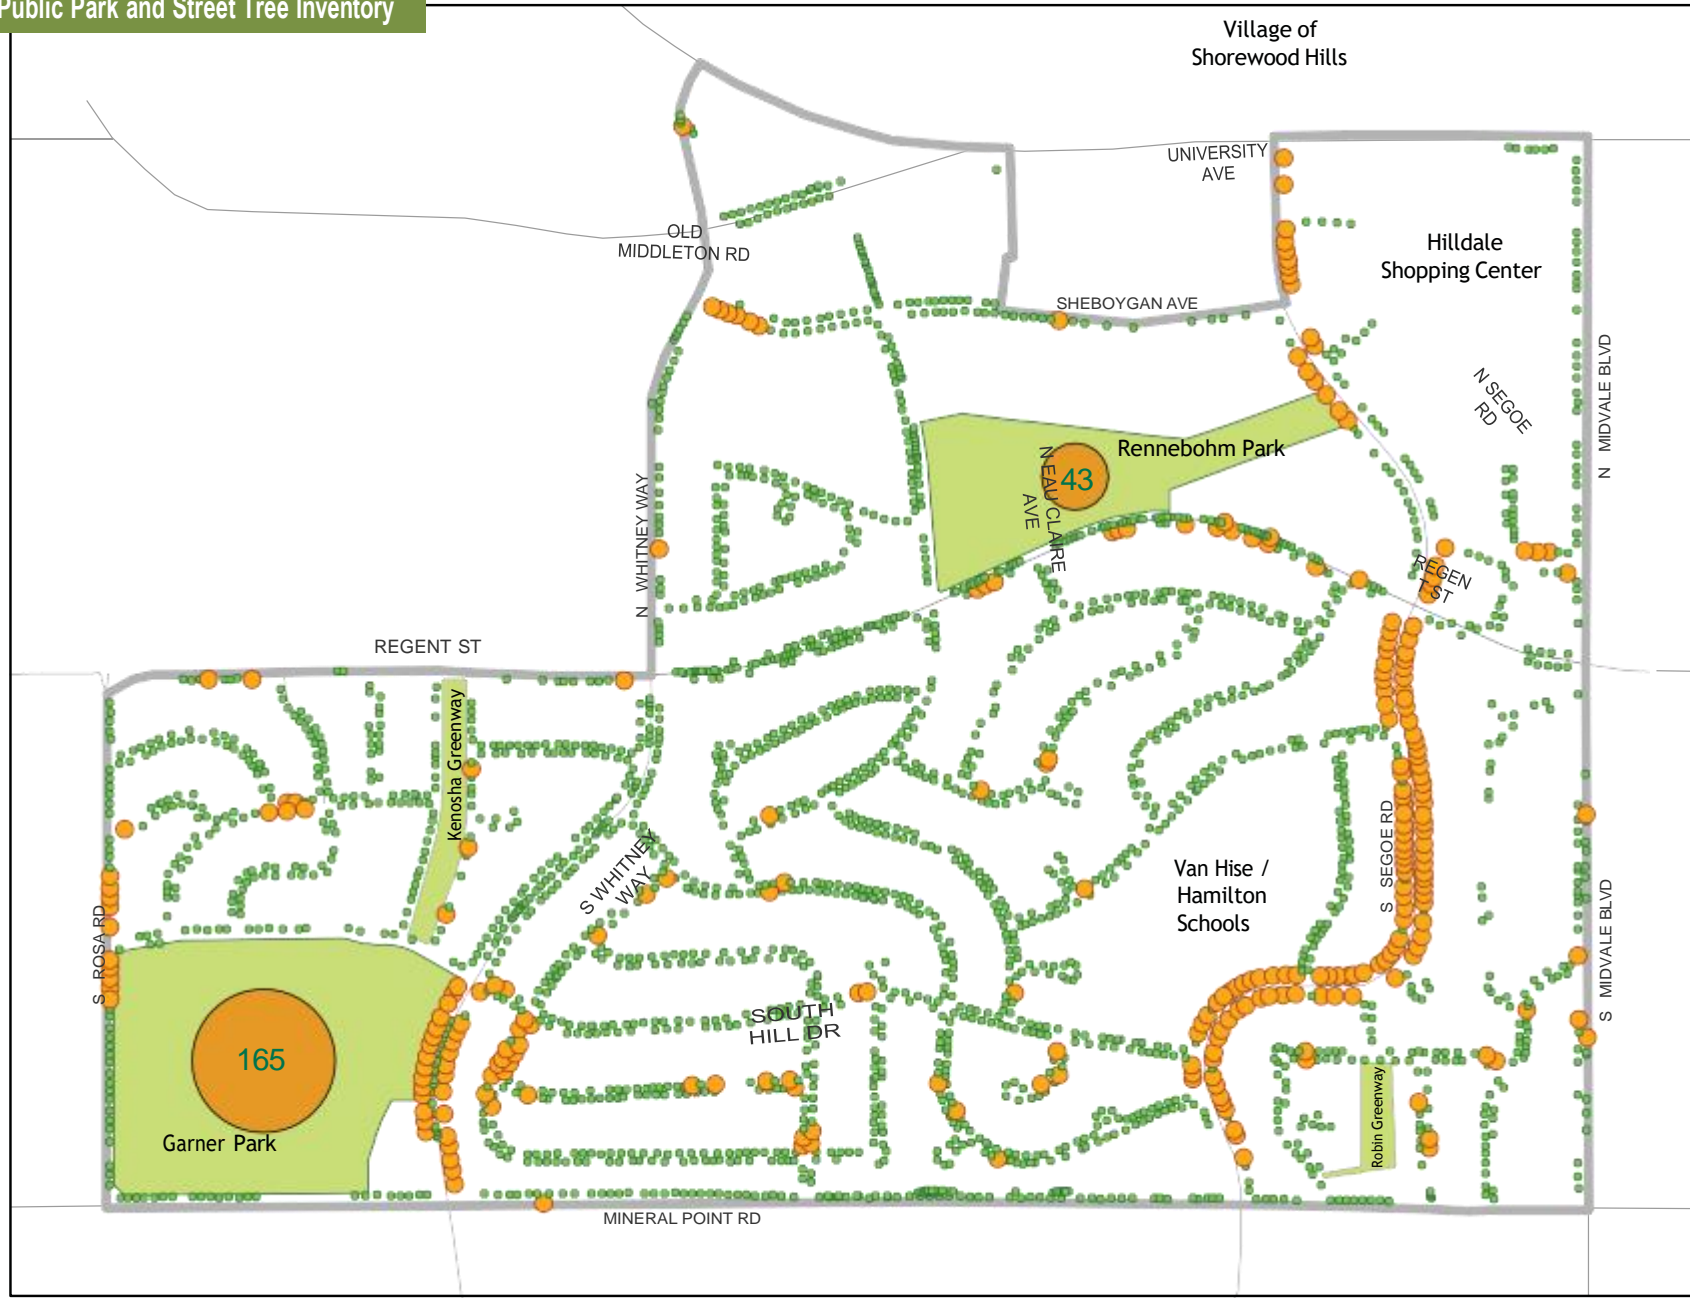 Public Park and Street Tree Inventory
Village of
Shorewood Hills
UNIVERSITY
AVE
OLD
MIDDLETON RD
Hilldale
Shopping Center
SHEBOYGAN AVE
N MIDVALE BLVD
N SEGOE
RD
Rennebohm Park
43
N EAU CLAIRE
AVE
N WHITNEY WAY
REGEN
T ST
REGENT ST
Kenosha Greenway
S WHITNEY
WAY
Van Hise /
Hamilton
Schools
S SEGOE RD
S MIDVALE BLVD
S ROSA RD
SOUTH
HILL DR
165
Garner Park
Robin Greenway
MINERAL POINT RD